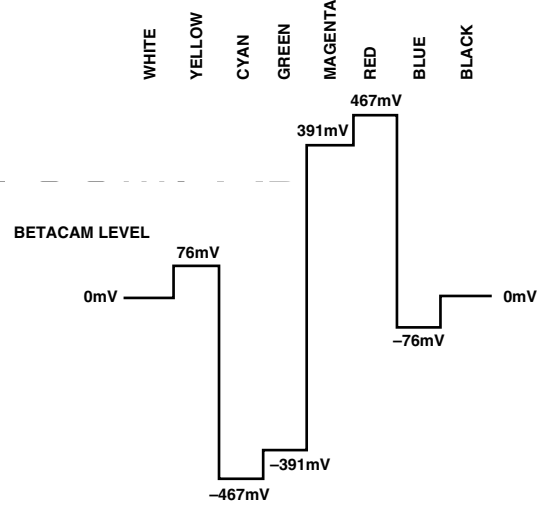 WHITE
YELLOW
CYAN
GREEN
MAGENTA
RED
BLUE
BLACK
467mV
391mV
BETACAM LEVEL
76mV
0mV
0mV
–76mV
–391mV
–467mV